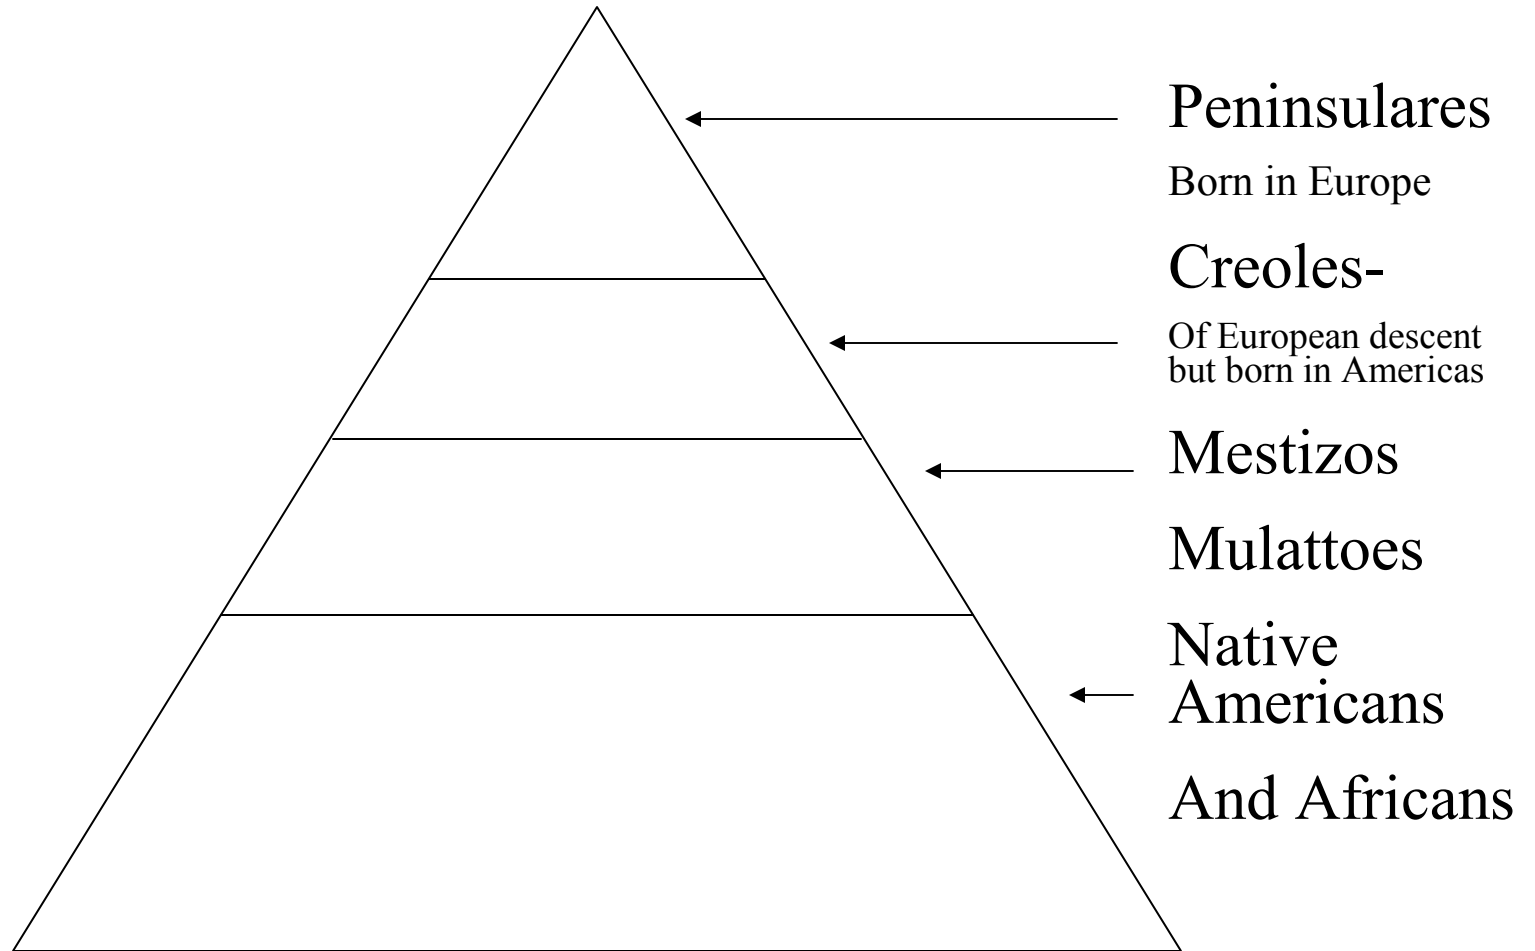 Peninsulares
Born in Europe
Creoles-
Of European descent
but born in Americas
Mestizos
Mulattoes
Native
Americans
And Africans